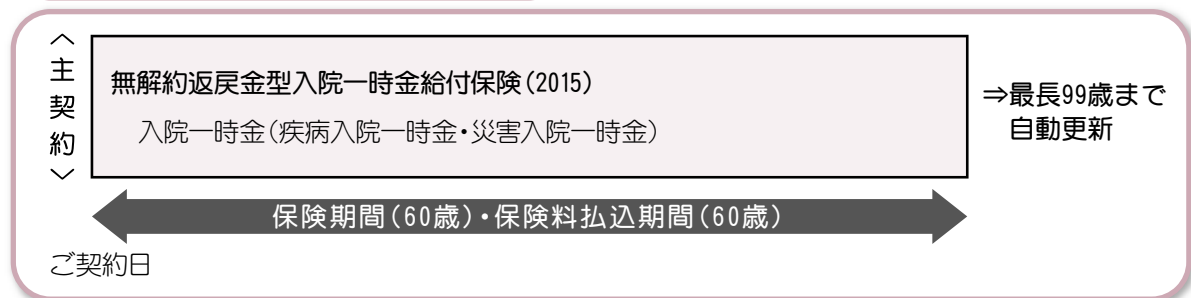 〈主契約〉
無解約返戻金型入院一時金給付保険(2015)
入院一時金(疾病入院一時金・災害入院一時金)
⇒最長99歳まで
自動更新
保険期間(60歳)・保険料払込期間(60歳)
ご契約日